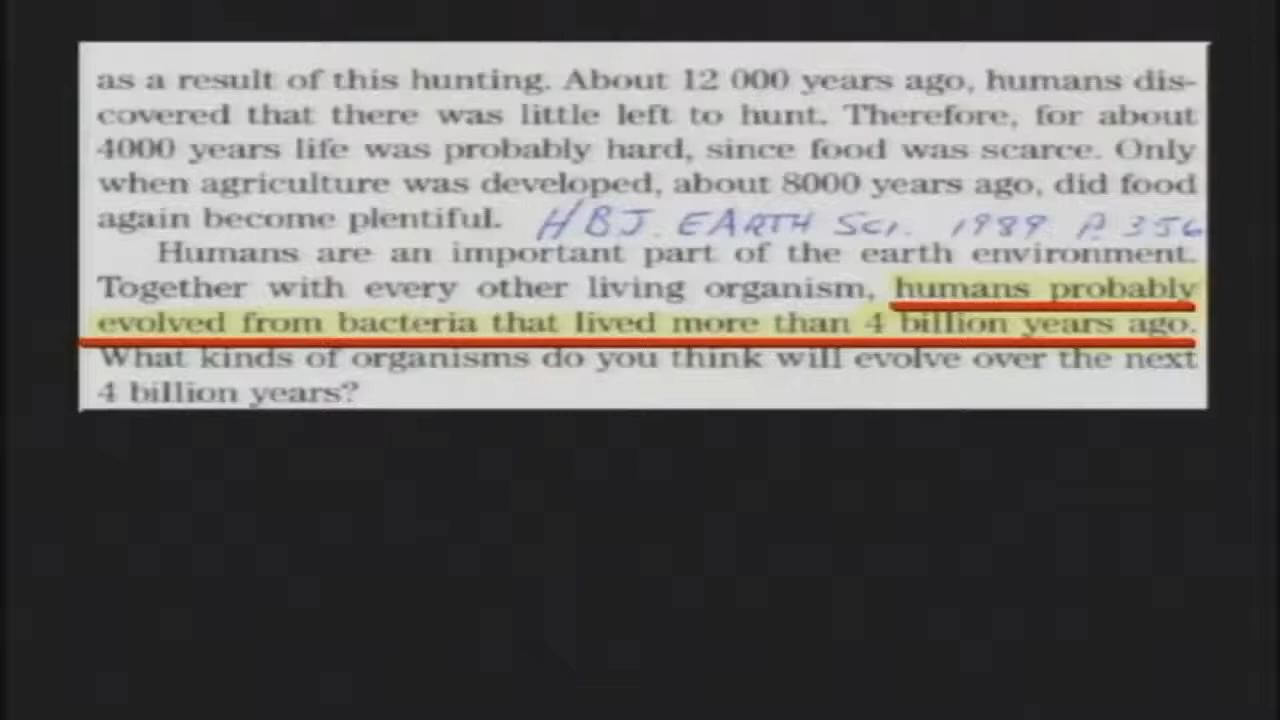 as a result of this hunting. About 12 000 years ago, humans dis-
covered that there was little left to hunt. Therefore, for about
4000 years life was probably hard, since food was scarce. Only
when agriculture was developed, about 8000 years ago, did food
again become plentiful. HBJ. EARTH SCI. 1989 P. 356
Humans are an important part of the earth environment.
Together with every other living organism, humans probably
evolved from bacteria that lived more than 4 billion years ago.
What kinds of organisms do you think will evolve over the next
4 billion years?